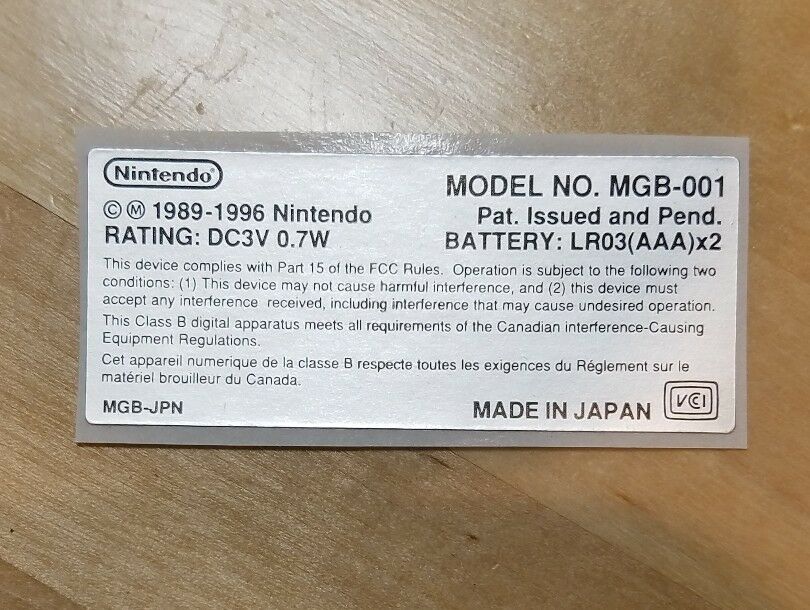 Nintendo
MODEL NO. MGB-001
© Ⓜ 1989-1996 Nintendo
Pat. Issued and Pend.
RATING: DC3V 0.7W
BATTERY: LR03(AAA)x2
This device complies with Part 15 of the FCC Rules. Operation is subject to the following two
conditions: (1) This device may not cause harmful interference, and (2) this device must
accept any interference received, including interference that may cause undesired operation.
This Class B digital apparatus meets all requirements of the Canadian interference-Causing
Equipment Regulations.
Cet appareil numerique de la classe B respecte toutes les exigences du Réglement sur le
matériel brouilleur du Canada.
MGB-JPN
MADE IN JAPAN
VCI